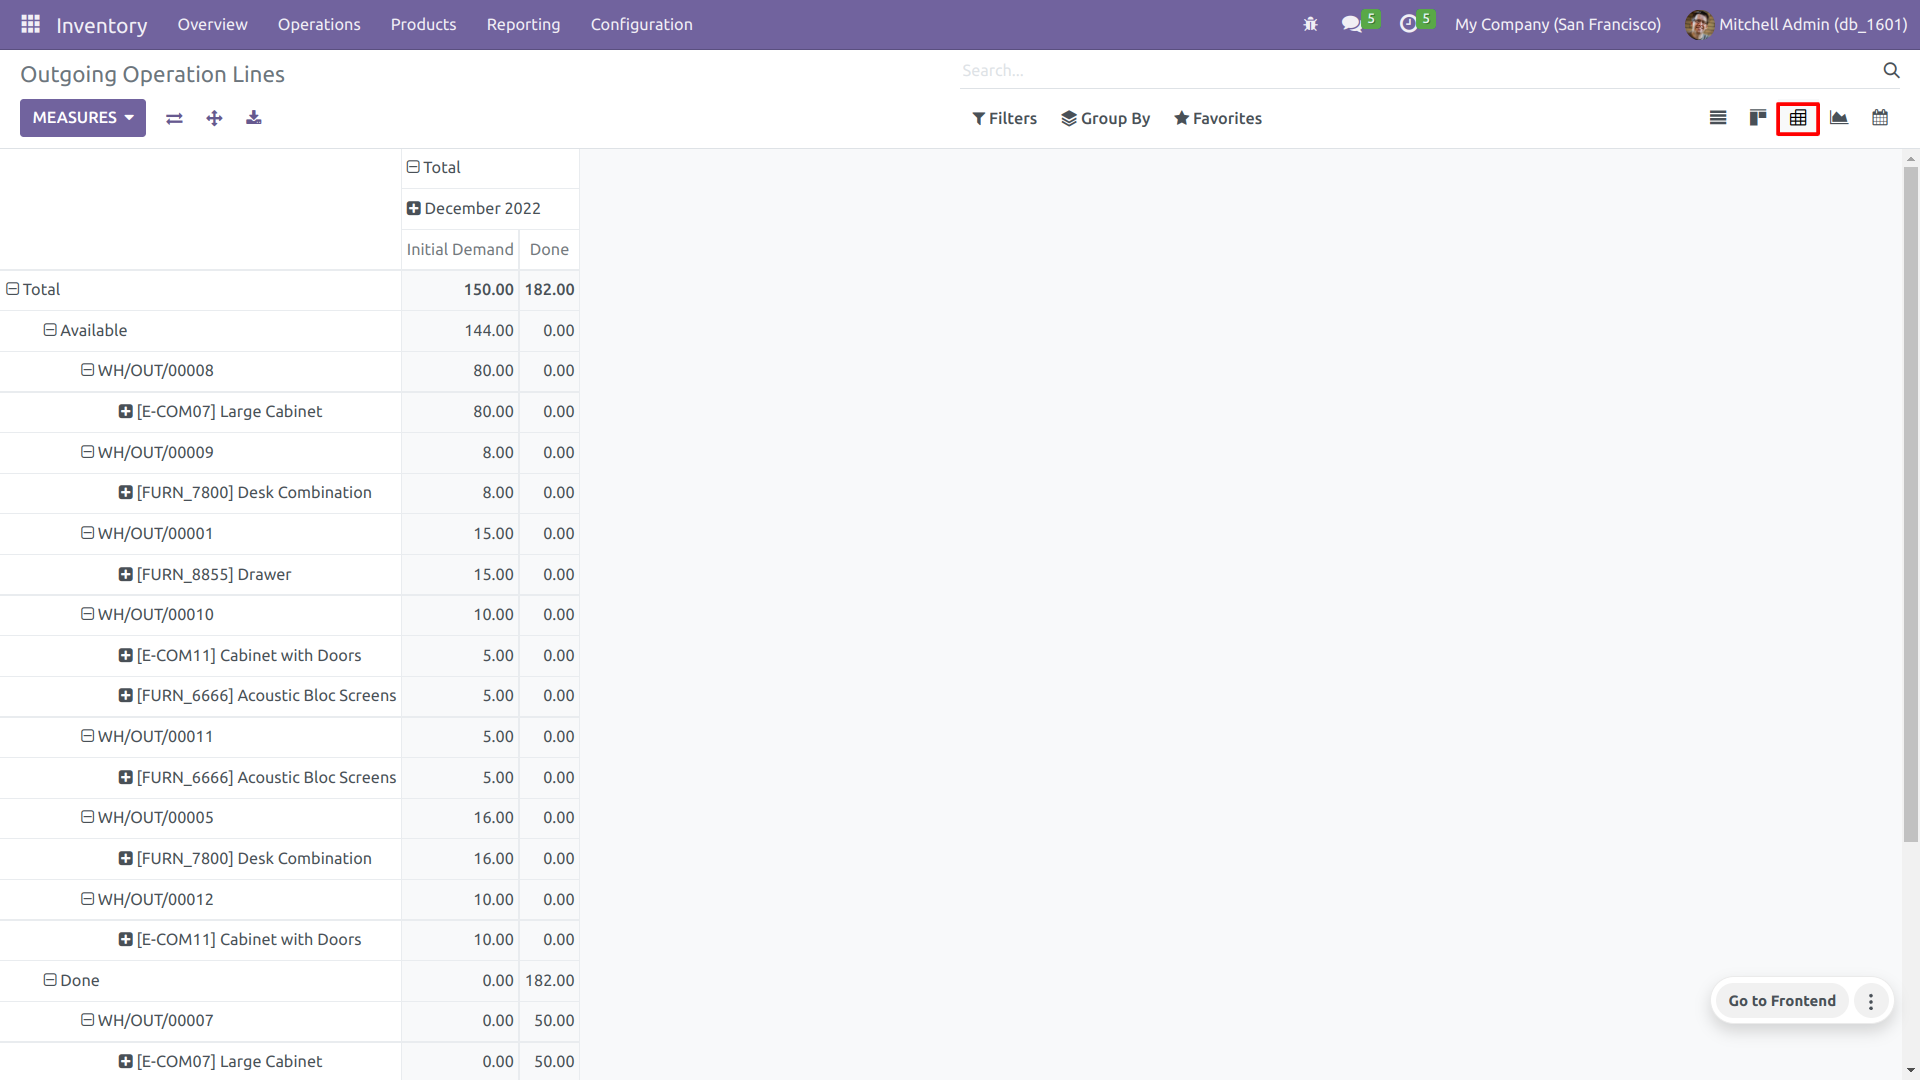 Inventory Overview Operations Products Reporting Configuration 5 5 My Company (San Francisco) Mitchell Admin (db_1601)
Outgoing Operation Lines Search...
MEASURES Filters Group By Favorites
Total
December 2022
Initial Demand Done
Total 150.00 182.00
Available 144.00 0.00
WH/OUT/00008 80.00 0.00
[E-COM07] Large Cabinet 80.00 0.00
WH/OUT/00009 8.00 0.00
[FURN_7800] Desk Combination 8.00 0.00
WH/OUT/00001 15.00 0.00
[FURN_8855] Drawer 15.00 0.00
WH/OUT/00010 10.00 0.00
[E-COM11] Cabinet with Doors 5.00 0.00
[FURN_6666] Acoustic Bloc Screens 5.00 0.00
WH/OUT/00011 5.00 0.00
[FURN_6666] Acoustic Bloc Screens 5.00 0.00
WH/OUT/00005 16.00 0.00
[FURN_7800] Desk Combination 16.00 0.00
WH/OUT/00012 10.00 0.00
[E-COM11] Cabinet with Doors 10.00 0.00
Done 0.00 182.00
Go to Frontend
WH/OUT/00007 0.00 50.00
[E-COM07] Large Cabinet 0.00 50.00